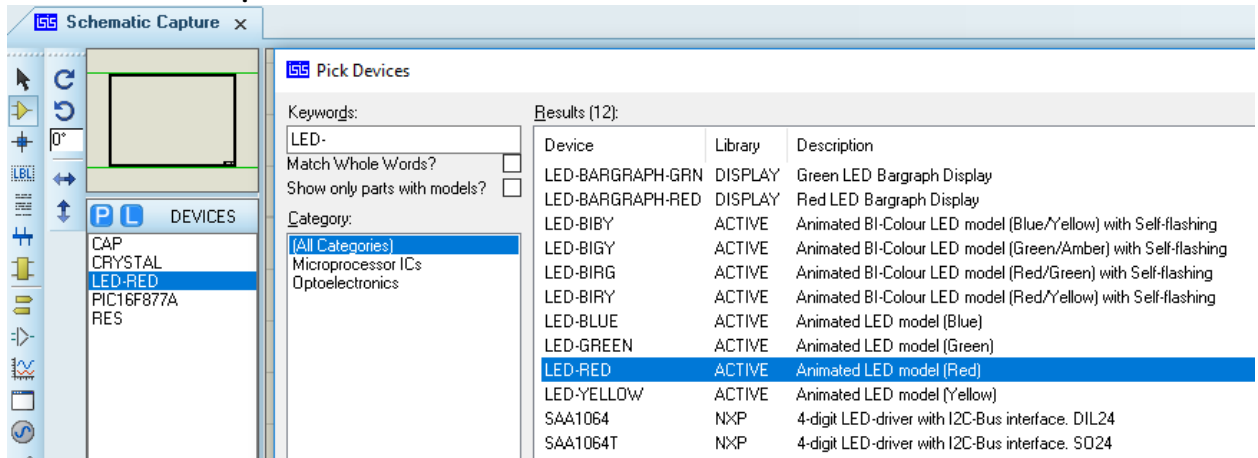 ISIS Schematic Capture x
ISIS Pick Devices
Keywords:
LED-
Match Whole Words?
Show only parts with models?
Category:
(All Categories)
Microprocessor ICs
Optoelectronics
0°
LBL
P L DEVICES
CAP
CRYSTAL
LED-RED
PIC16F877A
RES
Results (12):
Device Library Description
LED-BARGRAPH-GRN DISPLAY Green LED Bargraph Display
LED-BARGRAPH-RED DISPLAY Red LED Bargraph Display
LED-BIBY ACTIVE Animated BI-Colour LED model (Blue/Yellow) with Self-flashing
LED-BIGY ACTIVE Animated BI-Colour LED model (Green/Amber) with Self-flashing
LED-BIRG ACTIVE Animated BI-Colour LED model (Red/Green) with Self-flashing
LED-BIRY ACTIVE Animated BI-Colour LED model (Red/Yellow) with Self-flashing
LED-BLUE ACTIVE Animated LED model (Blue)
LED-GREEN ACTIVE Animated LED model (Green)
LED-RED ACTIVE Animated LED model (Red)
LED-YELLOW ACTIVE Animated LED model (Yellow)
SAA1064 NXP 4-digit LED-driver with I2C-Bus interface. DIL24
SAA1064T NXP 4-digit LED-driver with I2C-Bus interface. SO24